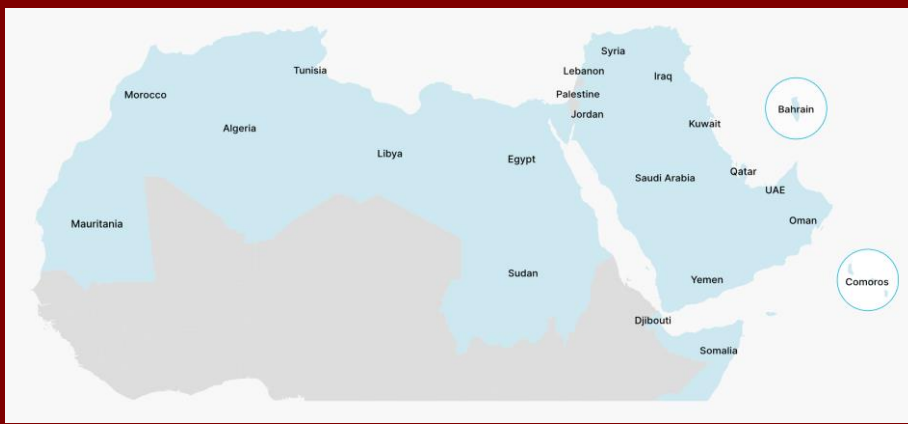 Syria
Tunisia
Lebanon
Iraq
Morocco
Palestine
Bahrain
Jordan
Algeria
Kuwait
Libya
Egypt
Qatar
Saudi Arabia
UAE
Mauritania
Oman
Sudan
Yemen
Comoros
Djibouti
Somalia